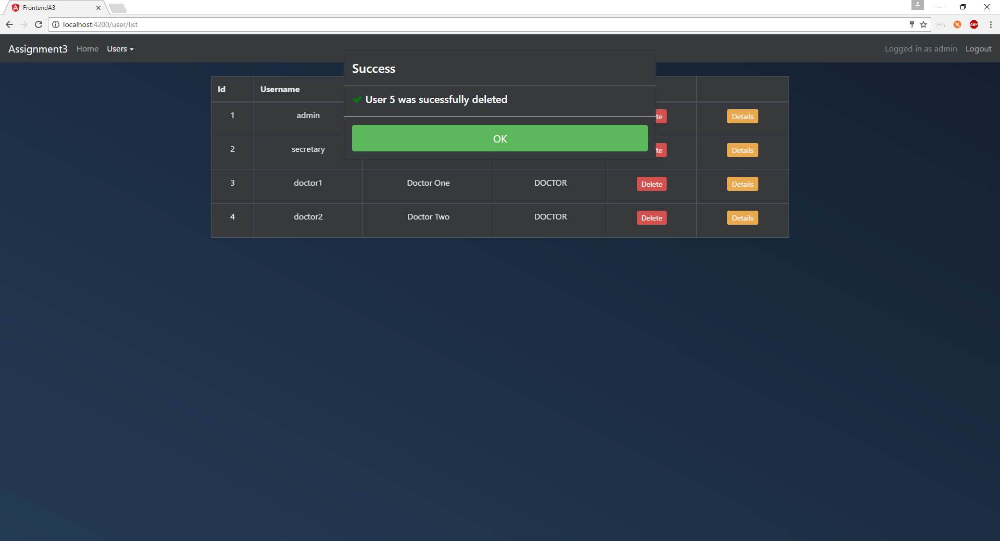 FrontendA3
localhost:4200/user/list
ABP
Assignment3 Home Users Logged in as admin Logout
Success
Id Username
User 5 was sucessfully deleted
1 admin te Details
OK
2 secretary te Details
3 doctor1 Doctor One DOCTOR Delete Details
4 doctor2 Doctor Two DOCTOR Delete Details